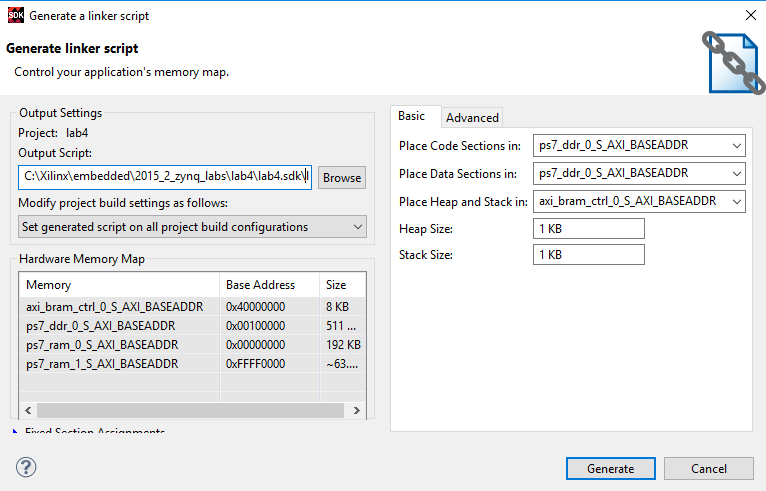 SDK Generate a linker script
Generate linker script
Control your application's memory map.
Output Settings
Project: lab4
Output Script:
C:\Xilinx\embedded\2015_2_zynq_labs\lab4\lab4.sdk\l
Browse
Modify project build settings as follows:
Set generated script on all project build configurations
Hardware Memory Map
Memory Base Address Size
axi_bram_ctrl_0_S_AXI_BASEADDR 0x40000000 8 KB
ps7_ddr_0_S_AXI_BASEADDR 0x00100000 511 ...
ps7_ram_0_S_AXI_BASEADDR 0x00000000 192 KB
ps7_ram_1_S_AXI_BASEADDR 0xFFFF0000 ~63....
Fixed Section Assignments
Basic Advanced
Place Code Sections in: ps7_ddr_0_S_AXI_BASEADDR
Place Data Sections in: ps7_ddr_0_S_AXI_BASEADDR
Place Heap and Stack in: axi_bram_ctrl_0_S_AXI_BASEADDR
Heap Size: 1 KB
Stack Size: 1 KB
?
Generate Cancel